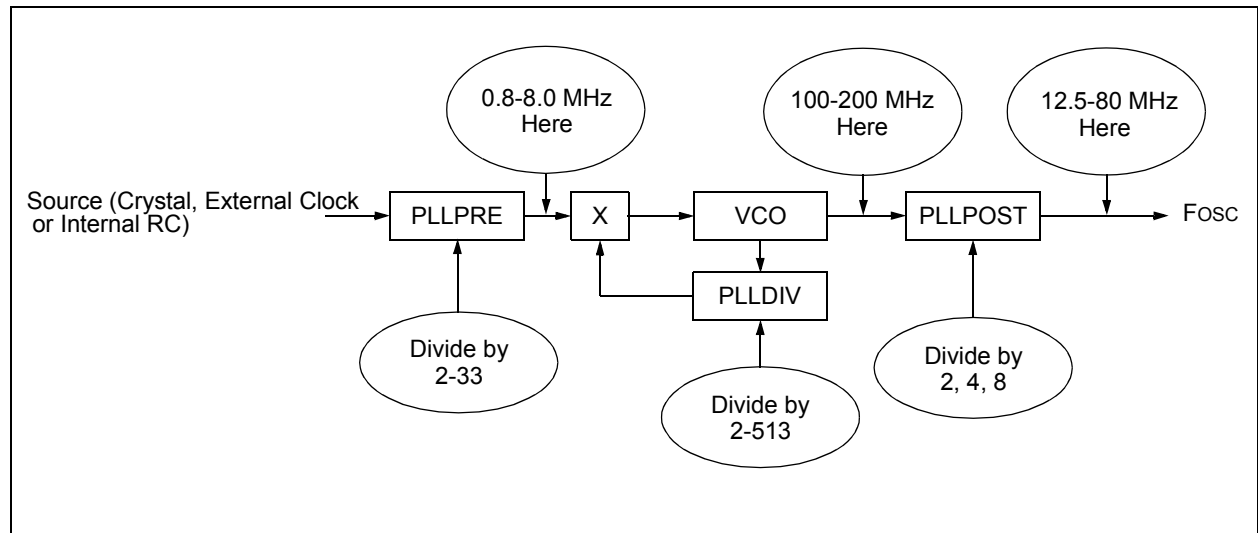 0.8-8.0 MHz
Here
100-200 MHz
Here
12.5-80 MHz
Here
Source (Crystal, External Clock
or Internal RC)
PLLPRE
X
VCO
PLLPOST
FOSC
PLLDIV
Divide by
2-33
Divide by
2-513
Divide by
2, 4, 8